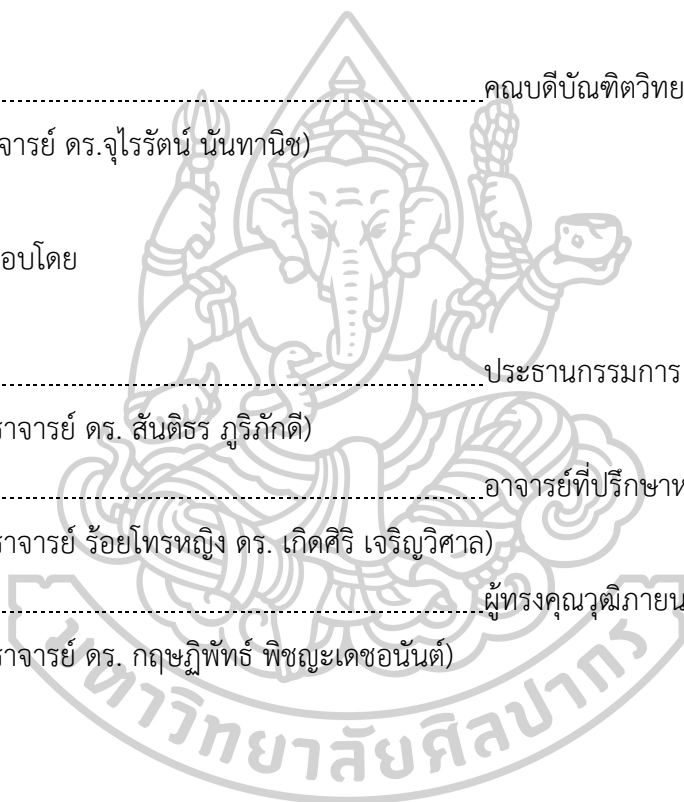 คณบดีบัณฑิตวิทย
จารย์ ดร.จุไรรัตน์ นันทานิช)
อบโดย
ประธานกรรมการ
าจารย์ ดร. สันติธร ภูริภักดี)
อาจารย์ที่ปรึกษาห
าจารย์ ร้อยโทรหญิง ดร. เกิดศิริ เจริญวิศาล)
ผู้ทรงคุณวุฒิภายน
าจารย์ ดร. กฤษฎิพัทธ์ พิชญะเดชอนันต์)
มหาวิทยาลัยศิลปากร